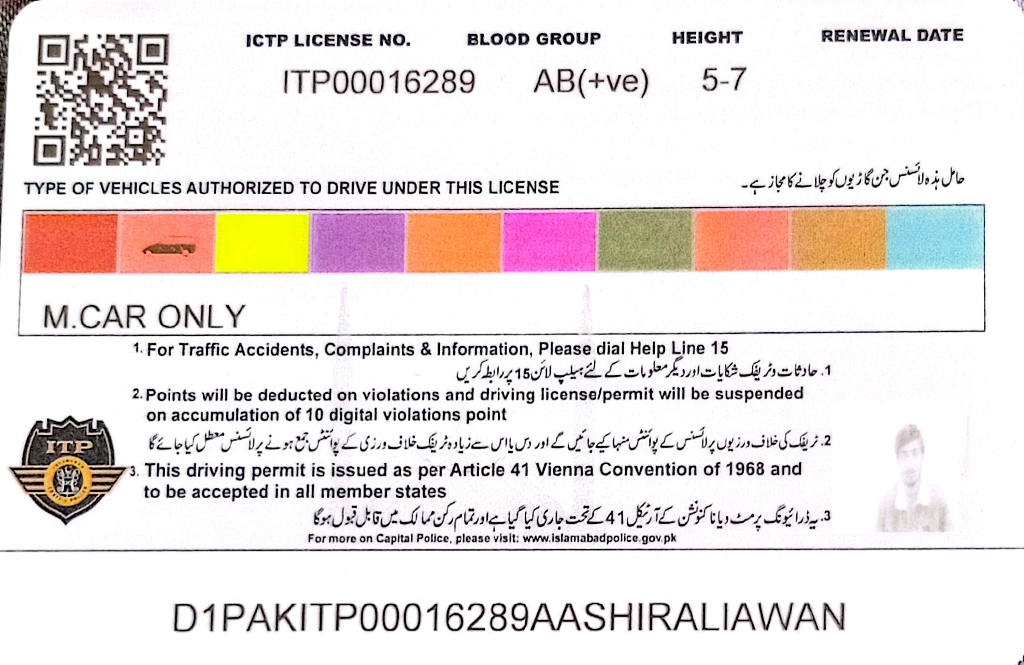 ICTP LICENSE NO. BLOOD GROUP HEIGHT RENEWAL DATE
ITP00016289 AB(+ve) 5-7
TYPE OF VEHICLES AUTHORIZED TO DRIVE UNDER THIS LICENSE
حامل ہذہ لائسنس جن گاڑیوں کو چلانے کا مجاز ہے۔
M.CAR ONLY
1. For Traffic Accidents, Complaints & Information, Please dial Help Line 15
1. حادثات و ٹریفک شکایات اور دیگر معلومات کے لئے ہیلپ لائن 15 پر رابطہ کریں
2. Points will be deducted on violations and driving license/permit will be suspended
on accumulation of 10 digital violations point
2. ٹریفک کی خلاف ورزیوں پر لائسنس کے پوائنٹس منہا کیے جائیں گے اور دس یا اس سے زیادہ ٹریفک خلاف ورزی کے پوائنٹس جمع ہونے پر لائسنس معطل کیا جائے گا
ITP
3. This driving permit is issued as per Article 41 Vienna Convention of 1968 and
to be accepted in all member states
3. یہ ڈرائیونگ پرمٹ ویانا کنونشن کے آرٹیکل 41 کے تحت جاری کیا گیا ہے اور تمام رکن ممالک میں قابل قبول ہوگا
For more on Capital Police, please visit: www.islamabadpolice.gov.pk
D1PAKITP00016289AASHIRALIAWAN